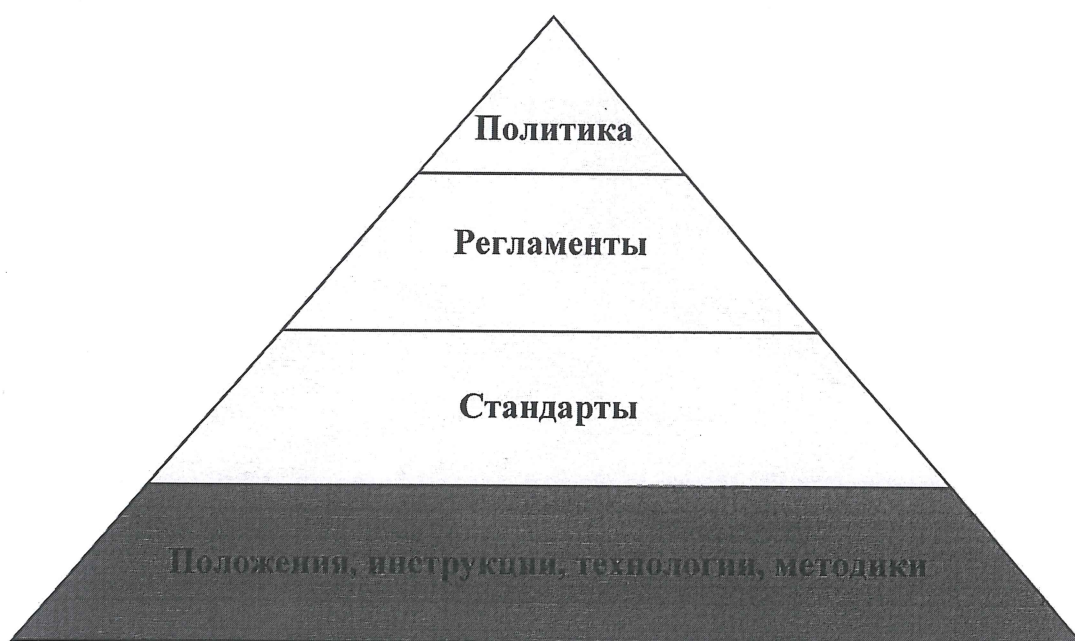 Политика
Регламенты
Стандарты
Положения, инструкции, технологии, методики